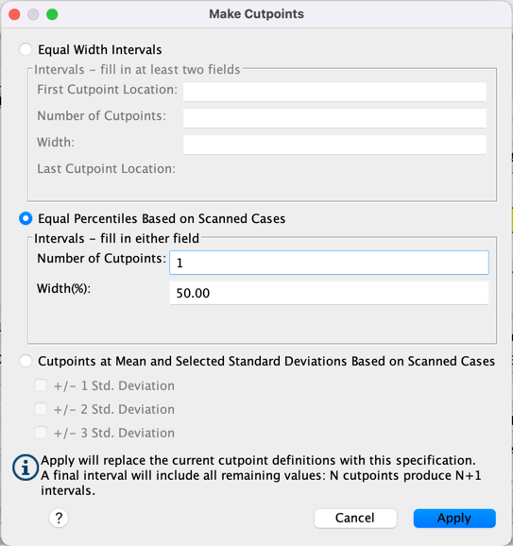 Make Cutpoints
Equal Width Intervals
Intervals - fill in at least two fields
First Cutpoint Location:
Number of Cutpoints:
Width:
Last Cutpoint Location:
Equal Percentiles Based on Scanned Cases
Intervals - fill in either field
Number of Cutpoints: 1
Width(%): 50.00
Cutpoints at Mean and Selected Standard Deviations Based on Scanned Cases
+/- 1 Std. Deviation
+/- 2 Std. Deviation
+/- 3 Std. Deviation
Apply will replace the current cutpoint definitions with this specification.
A final interval will include all remaining values: N cutpoints produce N+1
intervals.
? Cancel Apply